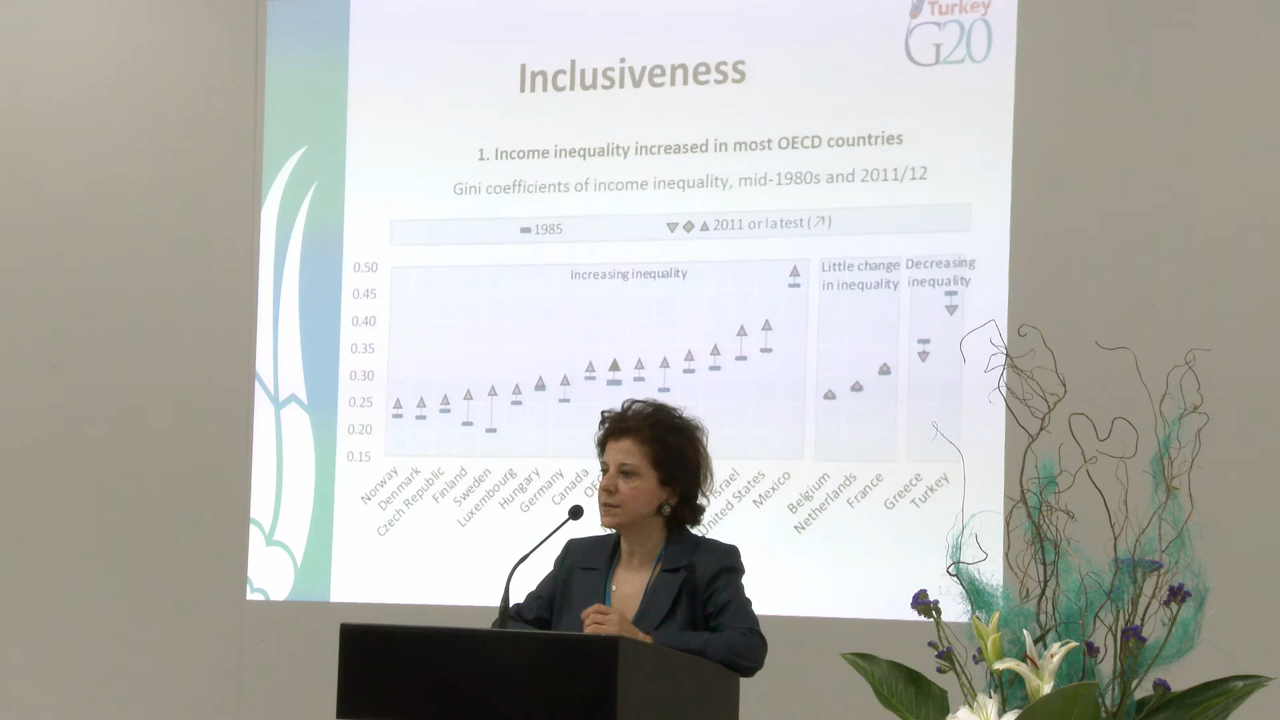 Turkey
G20
Inclusiveness
1. Income inequality increased in most OECD countries
Gini coefficients of income inequality, mid-1980s and 2011/12
1985
2011 or latest (↗)
Increasing inequality
Little change
in inequality
Decreasing
inequality
0.50
0.45
0.40
0.35
0.30
0.25
0.20
0.15
Norway
Denmark
Czech Republic
Finland
Sweden
Luxembourg
Hungary
Germany
Canada
Israel
United States
Mexico
Belgium
Netherlands
France
Greece
Turkey